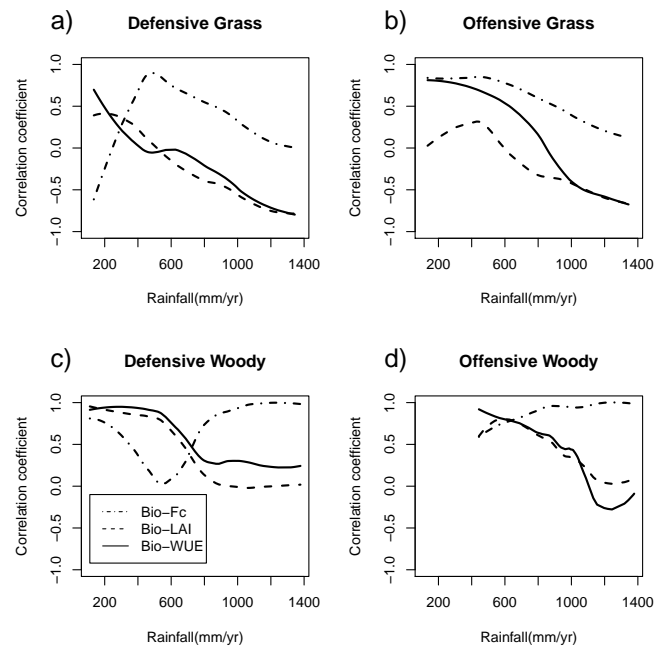 a) Defensive Grass
Correlation coefficient
1.0
0.5
0.0
−0.5
−1.0
200 600 1000 1400
Rainfall(mm/yr)
b) Offensive Grass
Correlation coefficient
1.0
0.5
0.0
−0.5
−1.0
200 600 1000 1400
Rainfall(mm/yr)
c) Defensive Woody
Correlation coefficient
1.0
0.5
0.0
−0.5
−1.0
Bio−Fc
Bio−LAI
Bio−WUE
200 600 1000 1400
Rainfall(mm/yr)
d) Offensive Woody
Correlation coefficient
1.0
0.5
0.0
−0.5
−1.0
200 600 1000 1400
Rainfall(mm/yr)